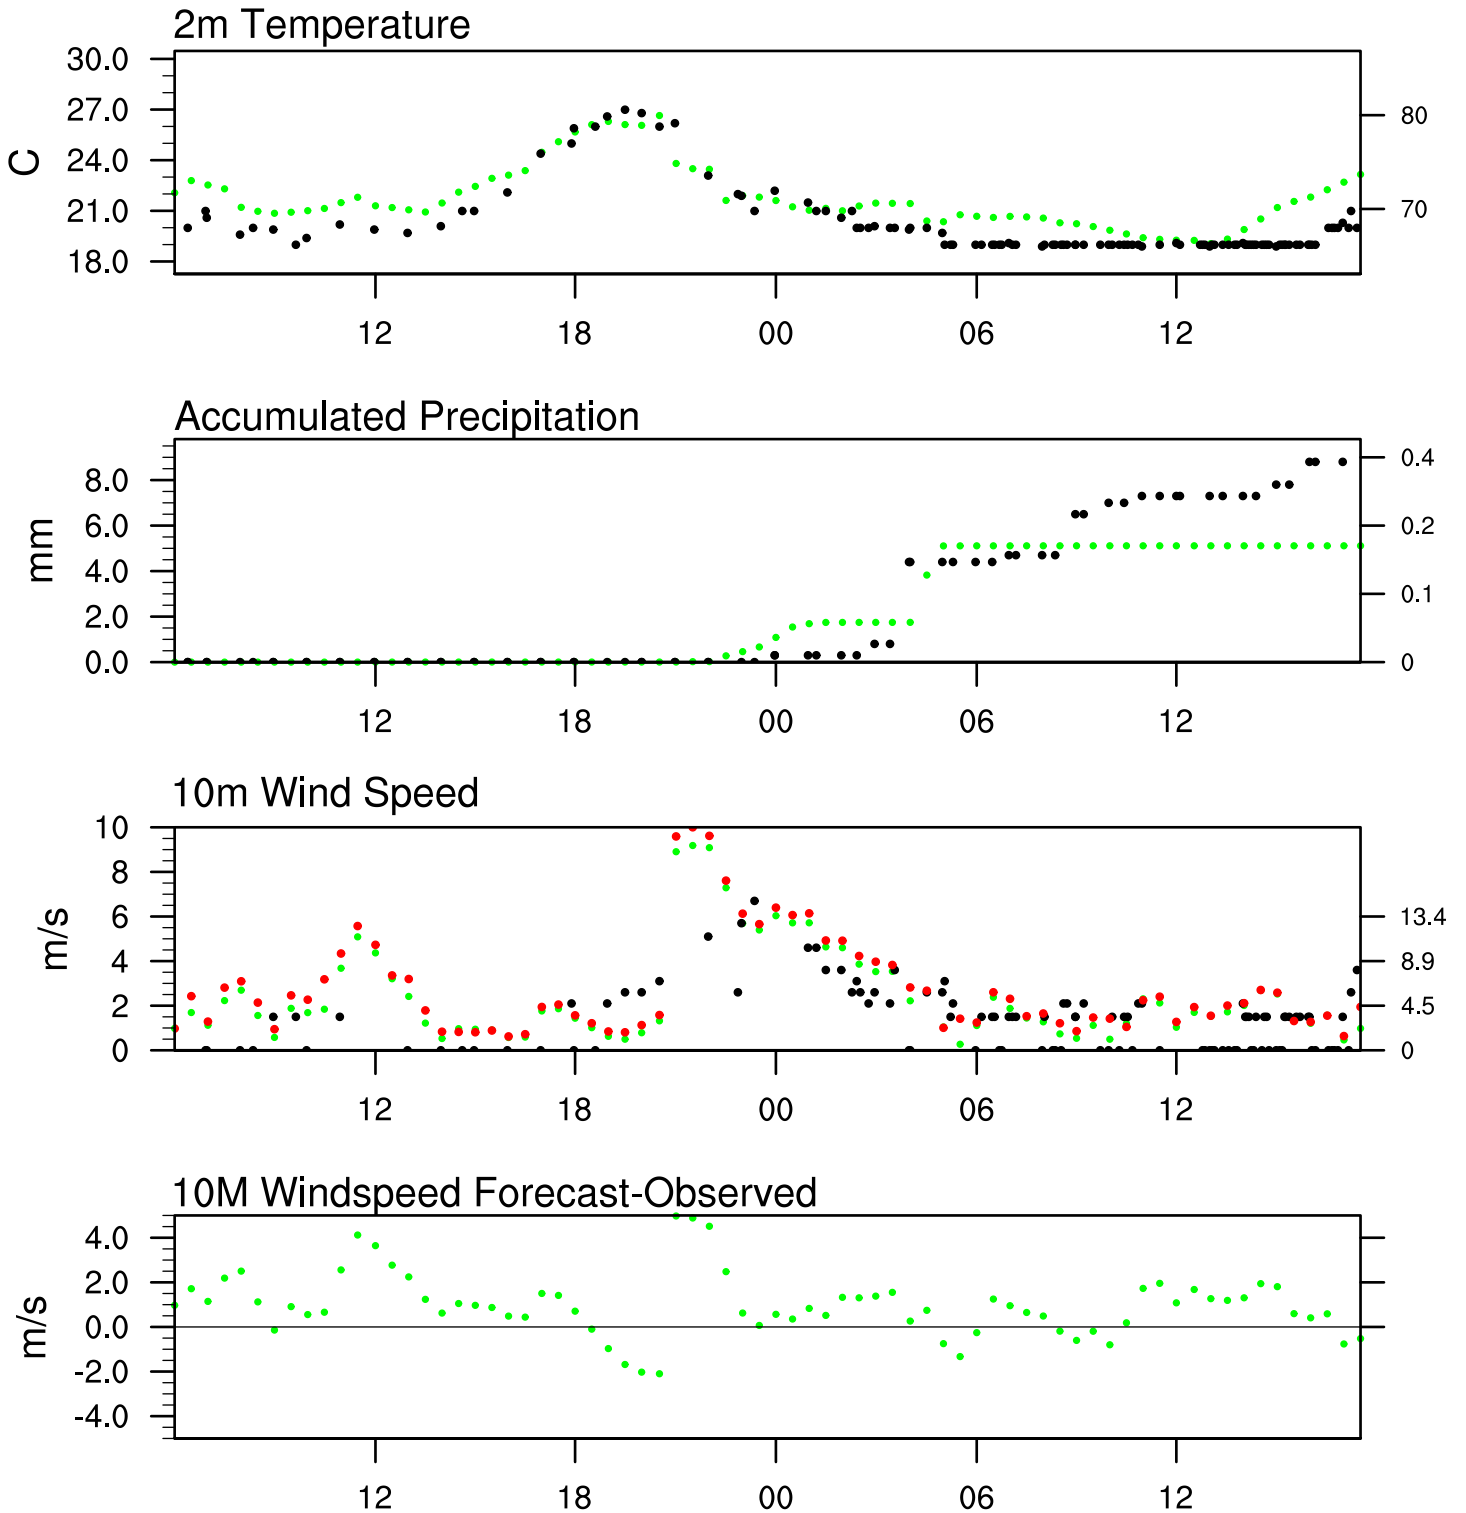 2m Temperature
30.0
27.0
24.0
21.0
18.0
C
80
70
12 18 00 06 12
Accumulated Precipitation
8.0
6.0
4.0
2.0
0.0
mm
0.4
0.2
0.1
0
12 18 00 06 12
10m Wind Speed
10
8
6
4
2
0
m/s
13.4
8.9
4.5
0
12 18 00 06 12
10M Windspeed Forecast-Observed
4.0
2.0
0.0
-2.0
-4.0
m/s
12 18 00 06 12